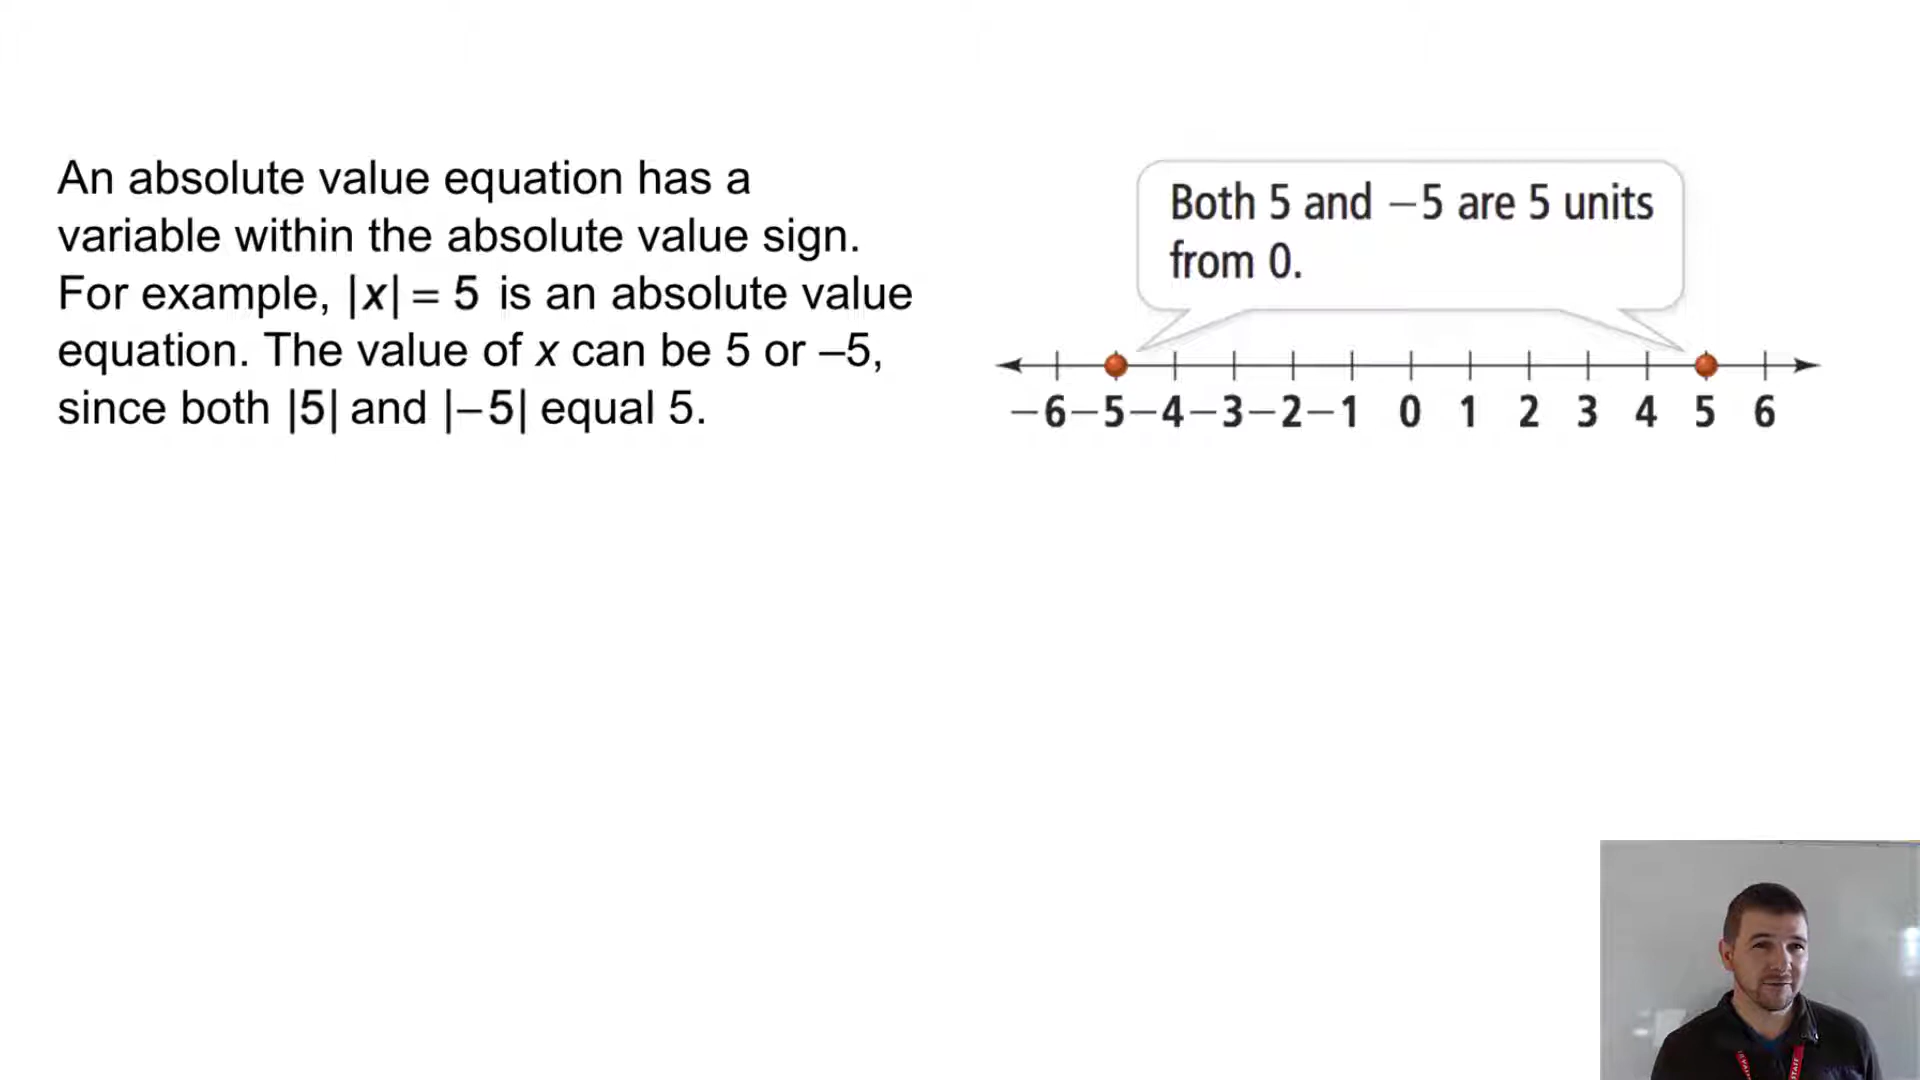 An absolute value equation has a
variable within the absolute value sign.
For example, |x| = 5 is an absolute value
equation. The value of x can be 5 or –5,
since both |5| and |–5| equal 5.
Both 5 and –5 are 5 units
from 0.
–6 –5 –4 –3 –2 –1 0 1 2 3 4 5 6